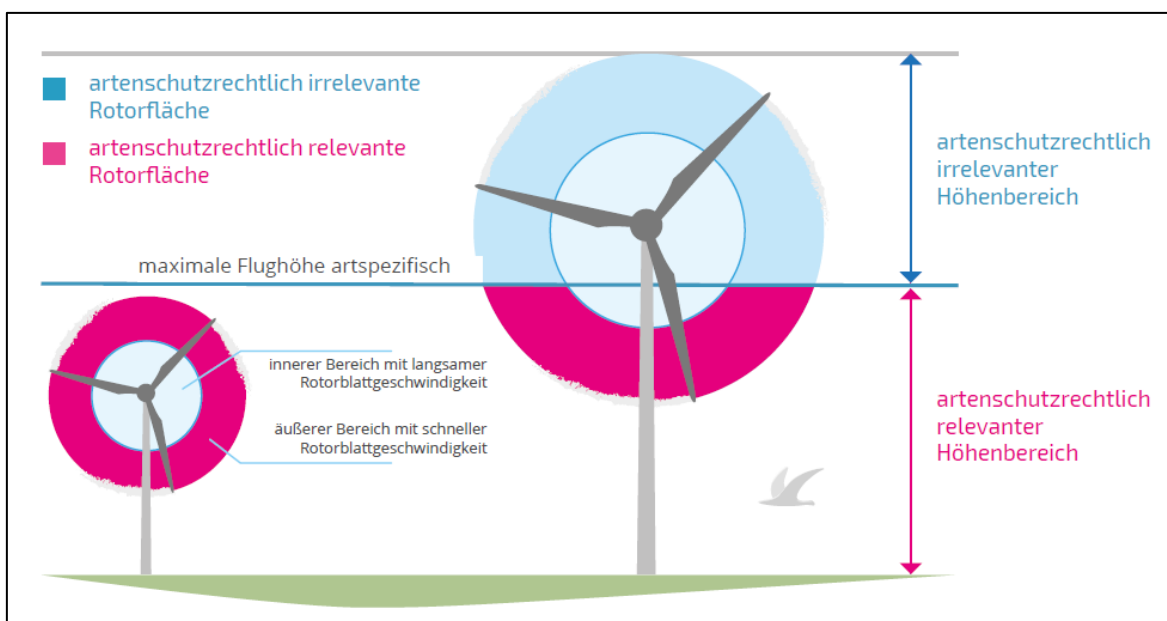 artenschutzrechtlich irrelevante
Rotorfläche
artenschutzrechtlich relevante
Rotorfläche
artenschutzrechtlich
irrelevanter
Höhenbereich
maximale Flughöhe artspezifisch
innerer Bereich mit langsamer
Rotorblattgeschwindigkeit
äußerer Bereich mit schneller
Rotorblattgeschwindigkeit
artenschutzrechtlich
relevanter
Höhenbereich